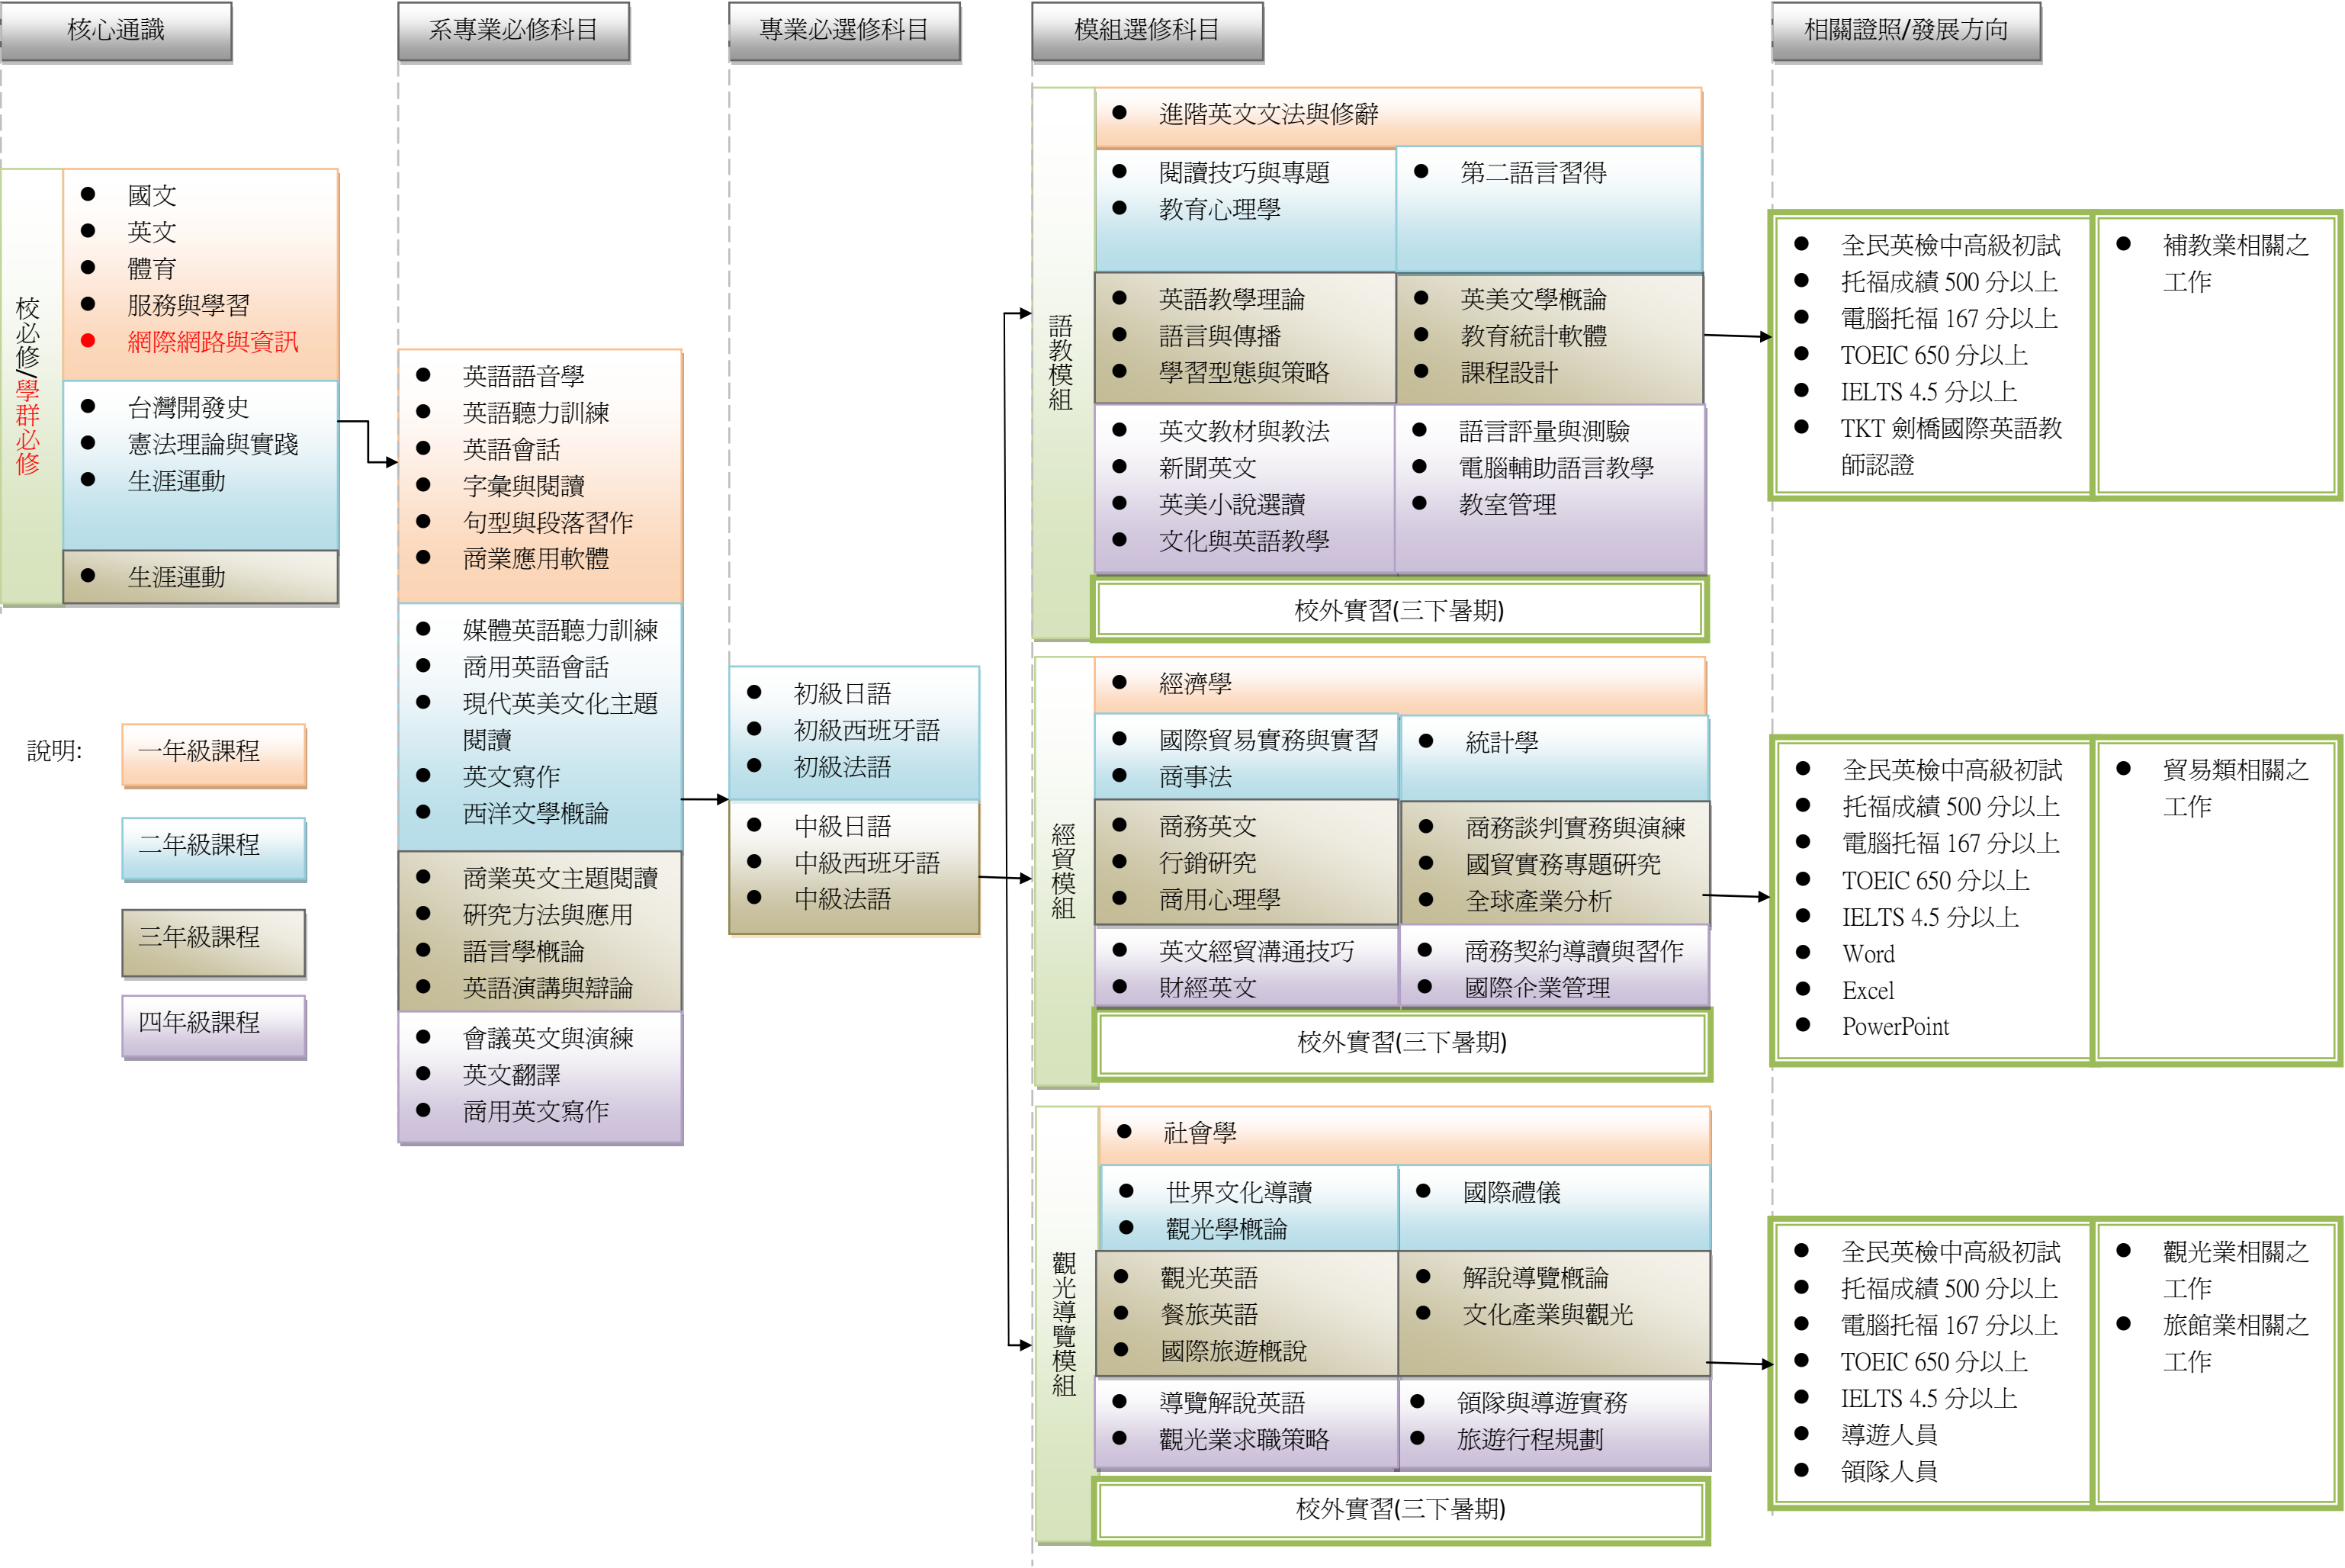 核心通識
系專業必修科目
專業必選修科目
模組選修科目
相關證照/發展方向
校必修/學群必修
國文
英文
體育
服務與學習
網際網路與資訊
台灣開發史
憲法理論與實踐
生涯運動
生涯運動
說明:
一年級課程
二年級課程
三年級課程
四年級課程
英語語音學
英語聽力訓練
英語會話
字彙與閱讀
句型與段落習作
商業應用軟體
媒體英語聽力訓練
商用英語會話
現代英美文化主題
閱讀
英文寫作
西洋文學概論
商業英文主題閱讀
研究方法與應用
語言學概論
英語演講與辯論
會議英文與演練
英文翻譯
商用英文寫作
初級日語
初級西班牙語
初級法語
中級日語
中級西班牙語
中級法語
語教模組
進階英文文法與修辭
閱讀技巧與專題
教育心理學
第二語言習得
英語教學理論
語言與傳播
學習型態與策略
英美文學概論
教育統計軟體
課程設計
英文教材與教法
新聞英文
英美小說選讀
文化與英語教學
語言評量與測驗
電腦輔助語言教學
教室管理
校外實習(三下暑期)
全民英檢中高級初試
托福成績 500 分以上
電腦托福 167 分以上
TOEIC 650 分以上
IELTS 4.5 分以上
TKT 劍橋國際英語教
師認證
補教業相關之
工作
經貿模組
經濟學
國際貿易實務與實習
商事法
統計學
商務英文
行銷研究
商用心理學
商務談判實務與演練
國貿實務專題研究
全球產業分析
英文經貿溝通技巧
財經英文
商務契約導讀與習作
國際企業管理
校外實習(三下暑期)
全民英檢中高級初試
托福成績 500 分以上
電腦托福 167 分以上
TOEIC 650 分以上
IELTS 4.5 分以上
Word
Excel
PowerPoint
貿易類相關之
工作
觀光導覽模組
社會學
世界文化導讀
觀光學概論
國際禮儀
觀光英語
餐旅英語
國際旅遊概說
解說導覽概論
文化產業與觀光
導覽解說英語
觀光業求職策略
領隊與導遊實務
旅遊行程規劃
校外實習(三下暑期)
全民英檢中高級初試
托福成績 500 分以上
電腦托福 167 分以上
TOEIC 650 分以上
IELTS 4.5 分以上
導遊人員
領隊人員
觀光業相關之
工作
旅館業相關之
工作